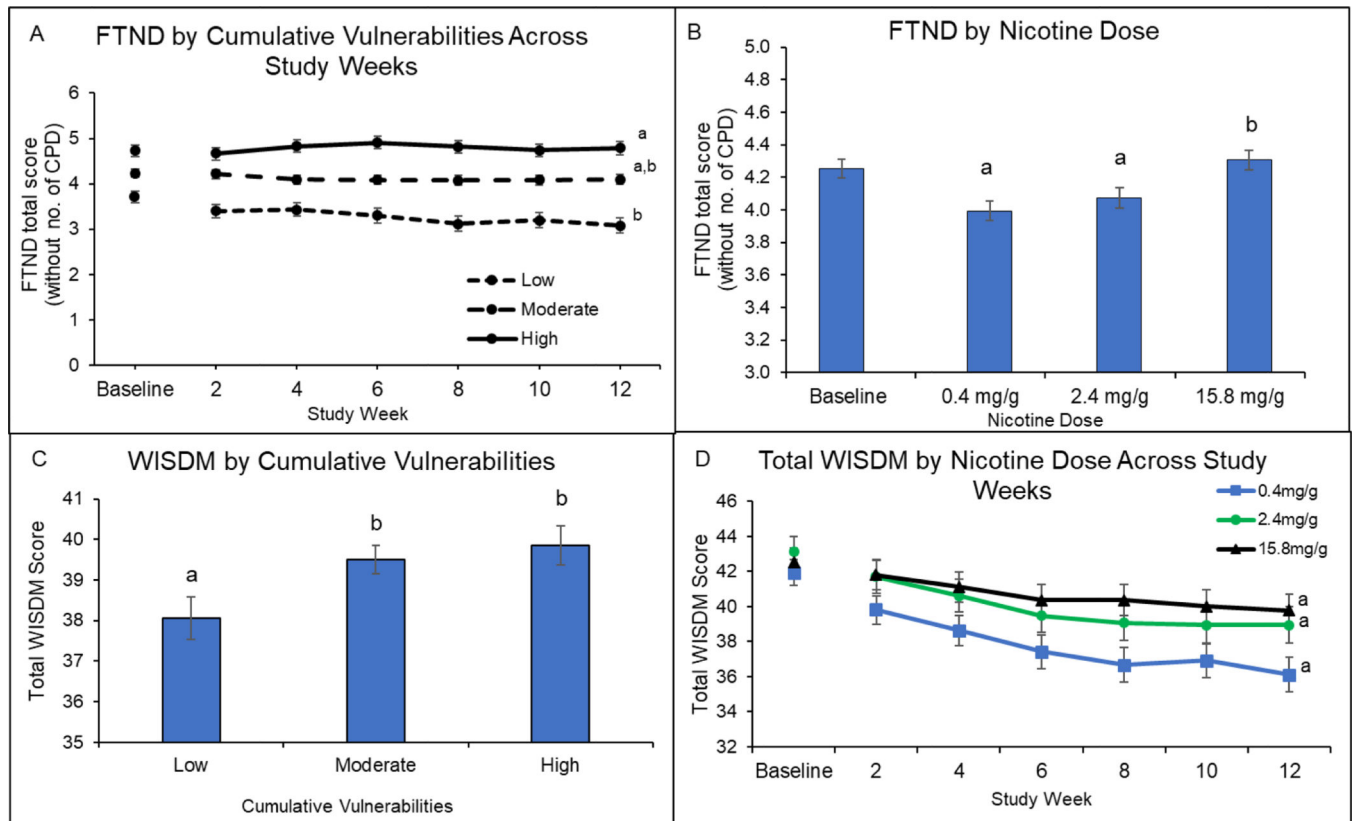 A
FTND by Cumulative Vulnerabilities Across
Study Weeks
FTND total score
(without no. of CPD)
6
5
4
3
2
1
0
a
a,b
b
Low
Moderate
High
Baseline 2 4 6 8 10 12
Study Week
B
FTND by Nicotine Dose
FTND total score
(without no. of CPD)
5.0
4.8
4.6
4.4
4.2
4.0
3.8
3.6
3.4
3.2
3.0
a a b
Baseline 0.4 mg/g 2.4 mg/g 15.8 mg/g
Nicotine Dose
C
WISDM by Cumulative Vulnerabilities
Total WISDM Score
41
40
39
38
37
36
35
a b b
Low Moderate High
Cumulative Vulnerabilities
D
Total WISDM by Nicotine Dose Across Study
Weeks
0.4mg/g
2.4mg/g
15.8mg/g
Total WISDM Score
46
44
42
40
38
36
34
32
a
a
a
Baseline 2 4 6 8 10 12
Study Week